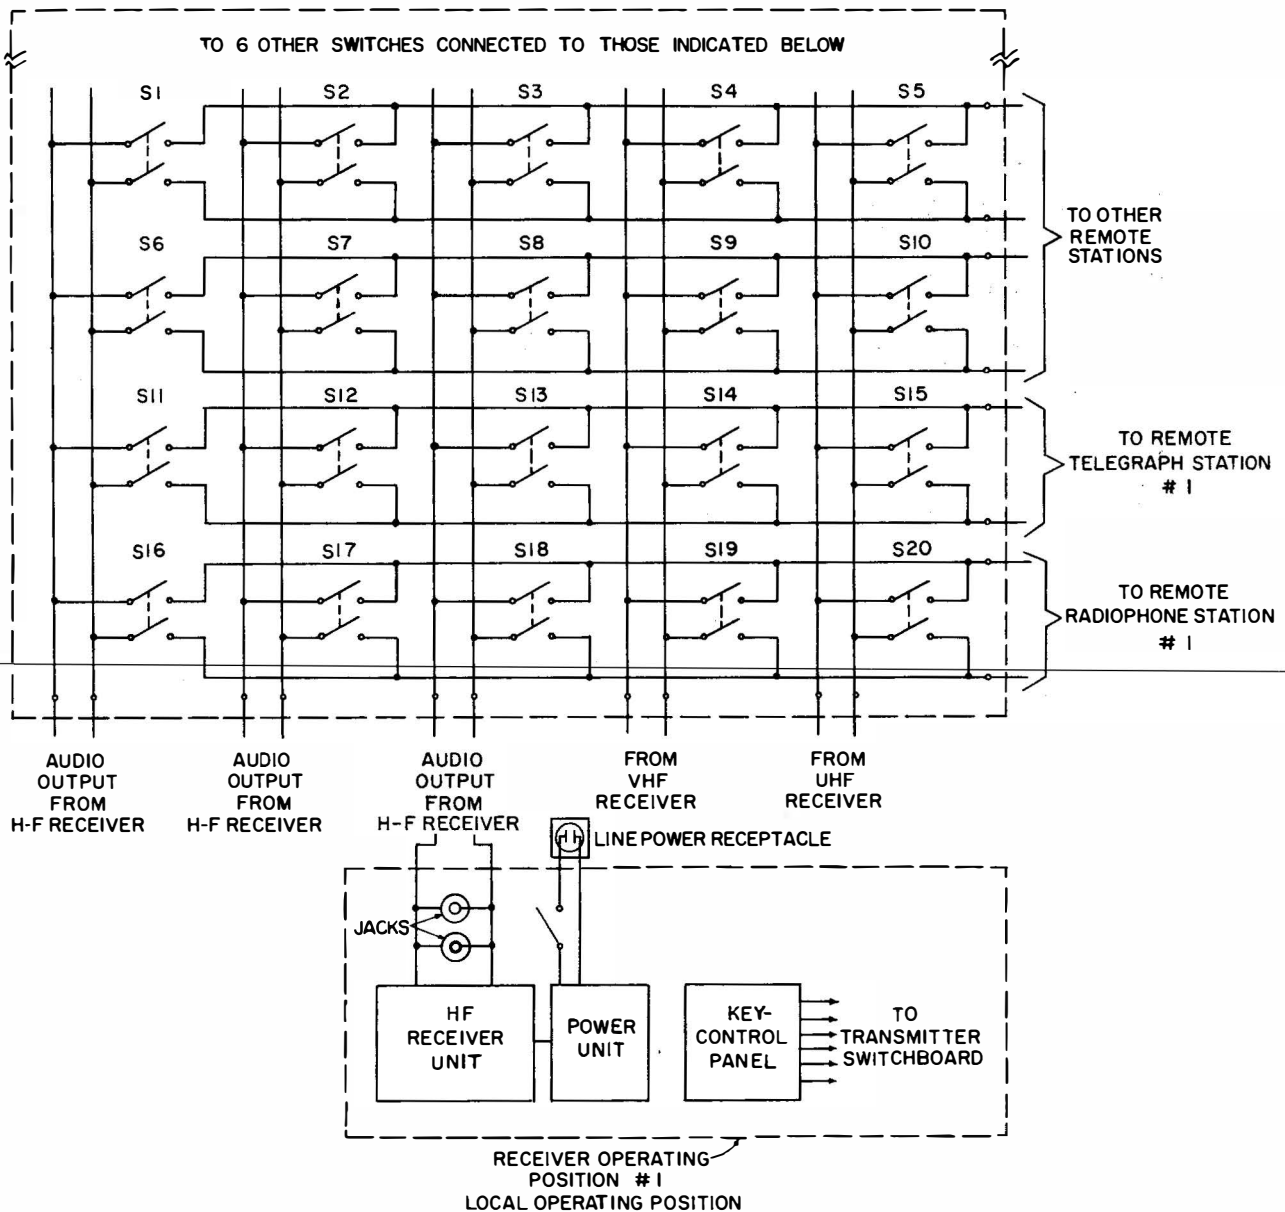 TO 6 OTHER SWITCHES CONNECTED TO THOSE INDICATED BELOW
S1 S2 S3 S4 S5
TO OTHER
REMOTE
STATIONS
S6 S7 S8 S9 S10
S11 S12 S13 S14 S15
TO REMOTE
TELEGRAPH STATION
# 1
S16 S17 S18 S19 S20
TO REMOTE
RADIOPHONE STATION
# 1
AUDIO
OUTPUT
FROM
H-F RECEIVER
AUDIO
OUTPUT
FROM
H-F RECEIVER
AUDIO
OUTPUT
FROM
H-F RECEIVER
FROM
VHF
RECEIVER
FROM
UHF
RECEIVER
LINE POWER RECEPTACLE
JACKS
HF
RECEIVER
UNIT
POWER
UNIT
KEY-
CONTROL
PANEL
TO
TRANSMITTER
SWITCHBOARD
RECEIVER OPERATING
POSITION # 1
LOCAL OPERATING POSITION